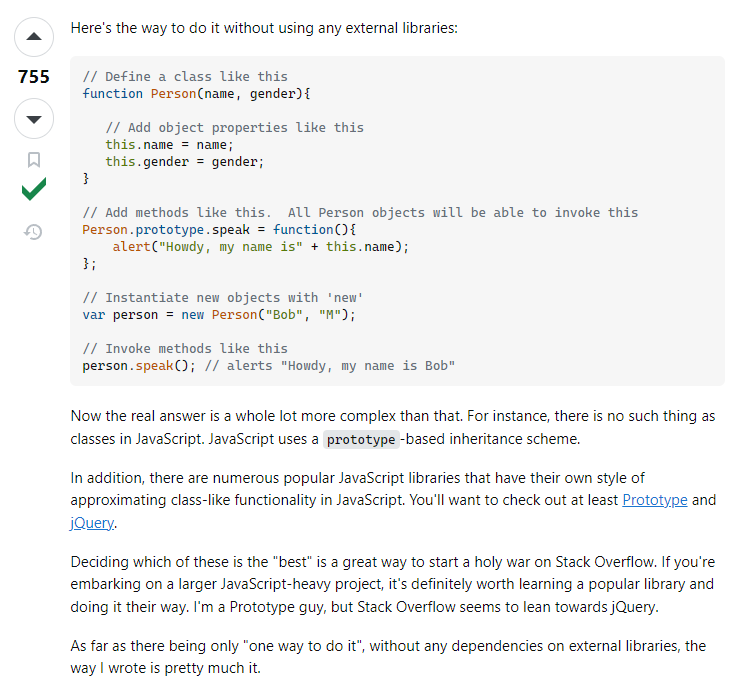 Here's the way to do it without using any external libraries:
755
// Define a class like this
function Person(name, gender){
// Add object properties like this
this.name = name;
this.gender = gender;
}
// Add methods like this.  All Person objects will be able to invoke this
Person.prototype.speak = function(){
alert("Howdy, my name is" + this.name);
};
// Instantiate new objects with 'new'
var person = new Person("Bob", "M");
// Invoke methods like this
person.speak(); // alerts "Howdy, my name is Bob"
Now the real answer is a whole lot more complex than that. For instance, there is no such thing as
classes in JavaScript. JavaScript uses a prototype-based inheritance scheme.
In addition, there are numerous popular JavaScript libraries that have their own style of
approximating class-like functionality in JavaScript. You'll want to check out at least Prototype and
jQuery.
Deciding which of these is the "best" is a great way to start a holy war on Stack Overflow. If you're
embarking on a larger JavaScript-heavy project, it's definitely worth learning a popular library and
doing it their way. I'm a Prototype guy, but Stack Overflow seems to lean towards jQuery.
As far as there being only "one way to do it", without any dependencies on external libraries, the
way I wrote is pretty much it.